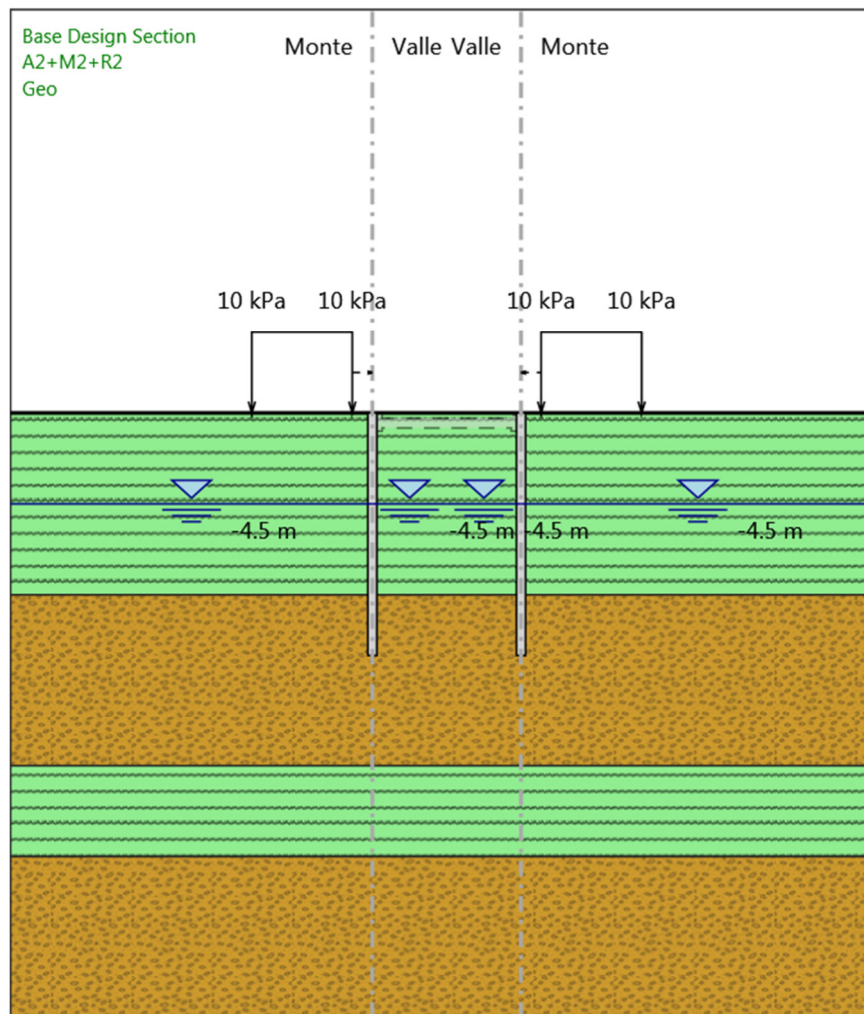 Base Design Section
A2+M2+R2
Geo
Monte Valle Valle Monte
10 kPa 10 kPa 10 kPa 10 kPa
-4.5 m -4.5 m -4.5 m -4.5 m